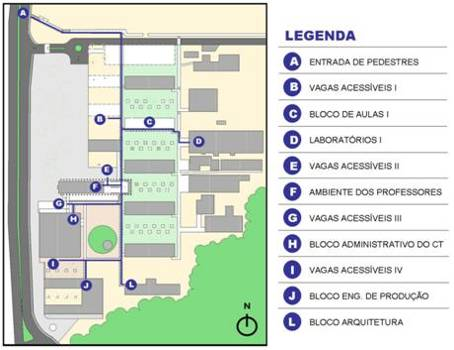 LEGENDA
A ENTRADA DE PEDESTRES
B VAGAS ACESSÍVEIS I
C BLOCO DE AULAS I
D LABORATÓRIOS I
E VAGAS ACESSÍVEIS II
F AMBIENTE DOS PROFESSORES
G VAGAS ACESSÍVEIS III
H BLOCO ADMINISTRATIVO DO CT
I VAGAS ACESSÍVEIS IV
J BLOCO ENG. DE PRODUÇÃO
L BLOCO ARQUITETURA
A
B
C
D
E
F
G
H
I
J
L
N